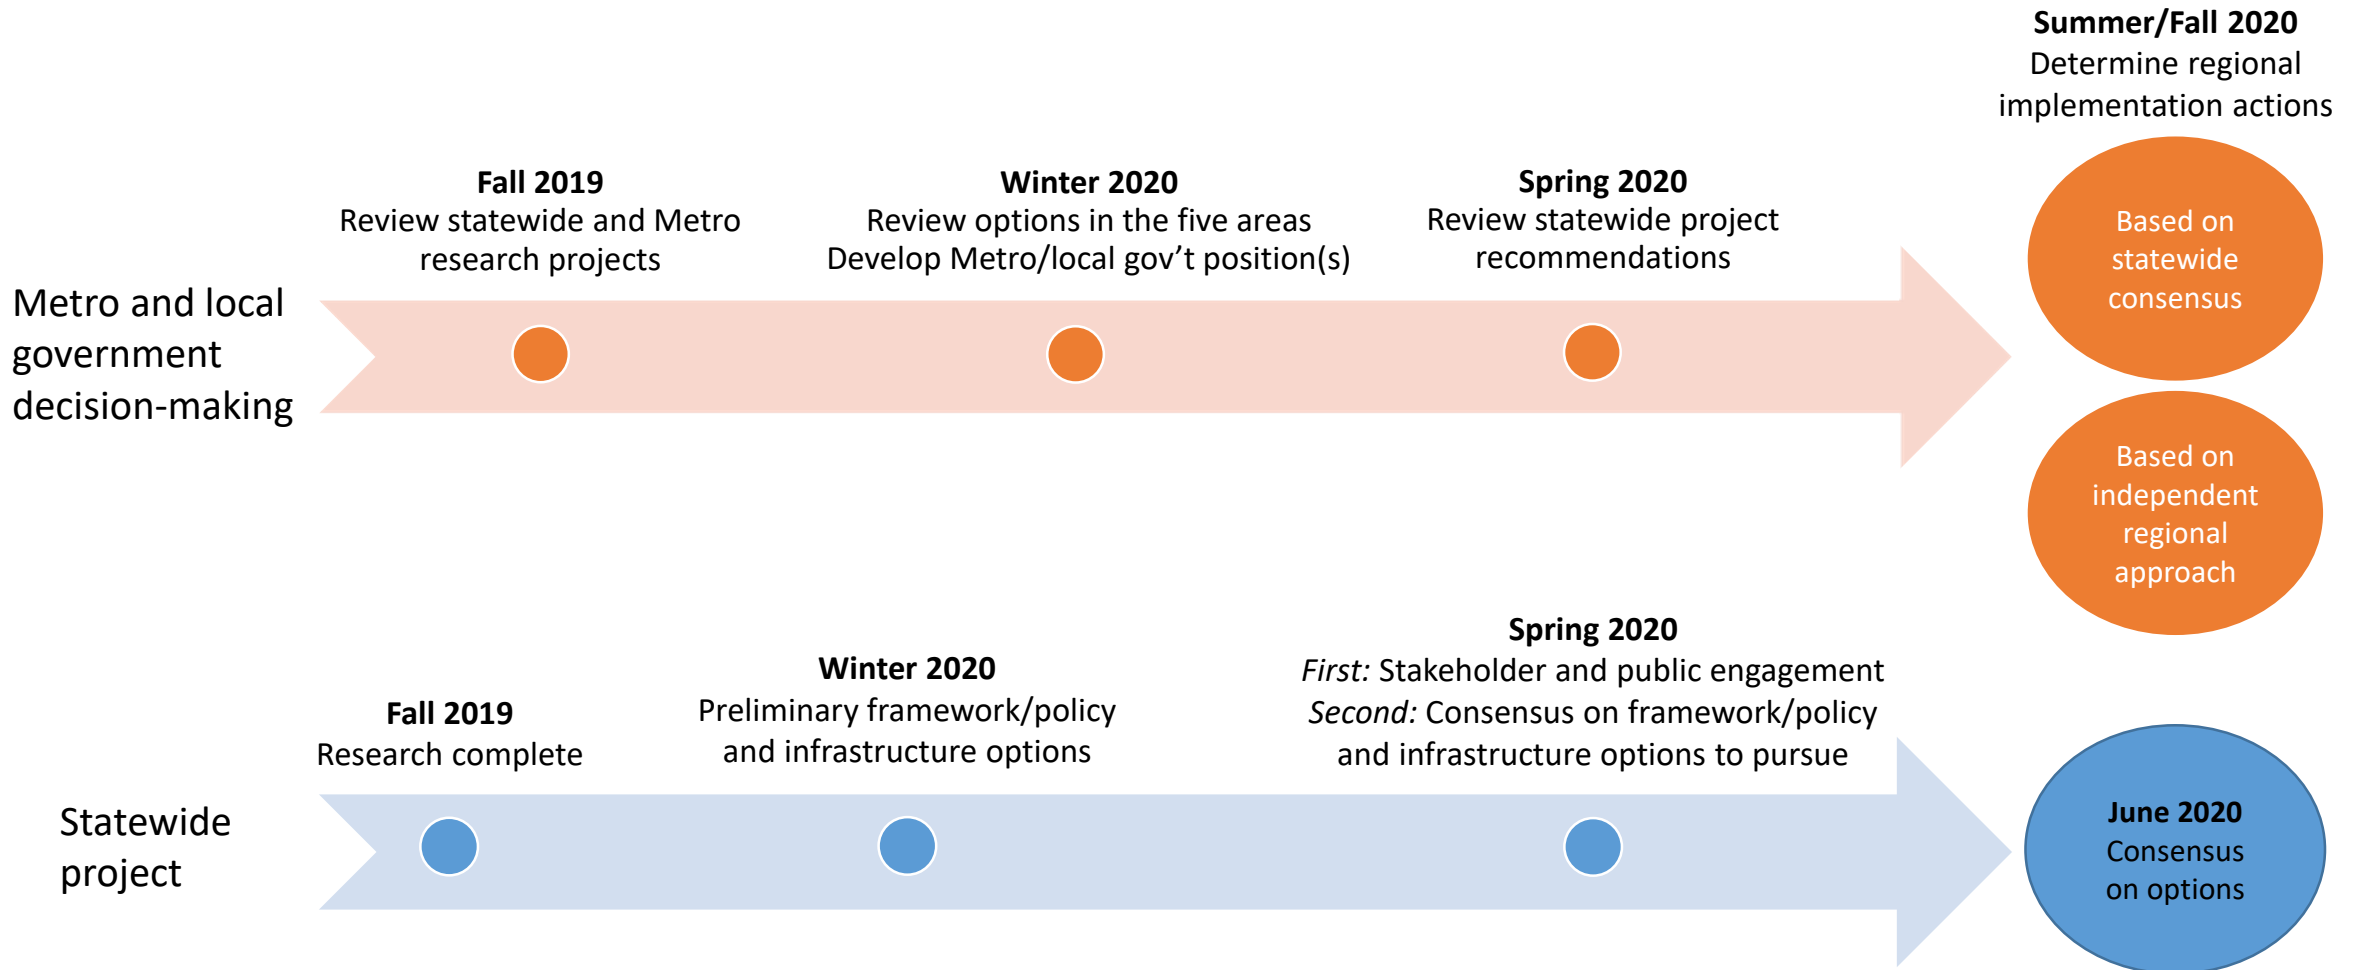 Summer/Fall 2020
Determine regional
implementation actions
Fall 2019
Review statewide and Metro
research projects
Winter 2020
Review options in the five areas
Develop Metro/local gov’t position(s)
Spring 2020
Review statewide project
recommendations
Based on
statewide
consensus
Metro and local
government
decision-making
Based on
independent
regional
approach
Fall 2019
Research complete
Winter 2020
Preliminary framework/policy
and infrastructure options
Spring 2020
First: Stakeholder and public engagement
Second: Consensus on framework/policy
and infrastructure options to pursue
Statewide
project
June 2020
Consensus
on options